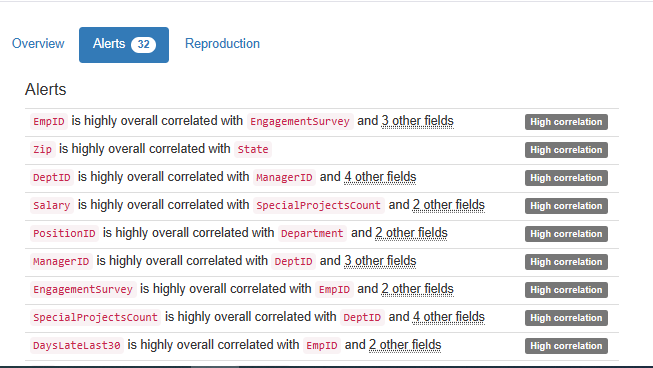 Overview Alerts 32 Reproduction
Alerts
EmpID is highly overall correlated with EngagementSurvey and 3 other fields High correlation
Zip is highly overall correlated with State High correlation
DeptID is highly overall correlated with ManagerID and 4 other fields High correlation
Salary is highly overall correlated with SpecialProjectsCount and 2 other fields High correlation
PositionID is highly overall correlated with Department and 2 other fields High correlation
ManagerID is highly overall correlated with DeptID and 3 other fields High correlation
EngagementSurvey is highly overall correlated with EmpID and 2 other fields High correlation
SpecialProjectsCount is highly overall correlated with DeptID and 4 other fields High correlation
DaysLateLast30 is highly overall correlated with EmpID and 2 other fields High correlation